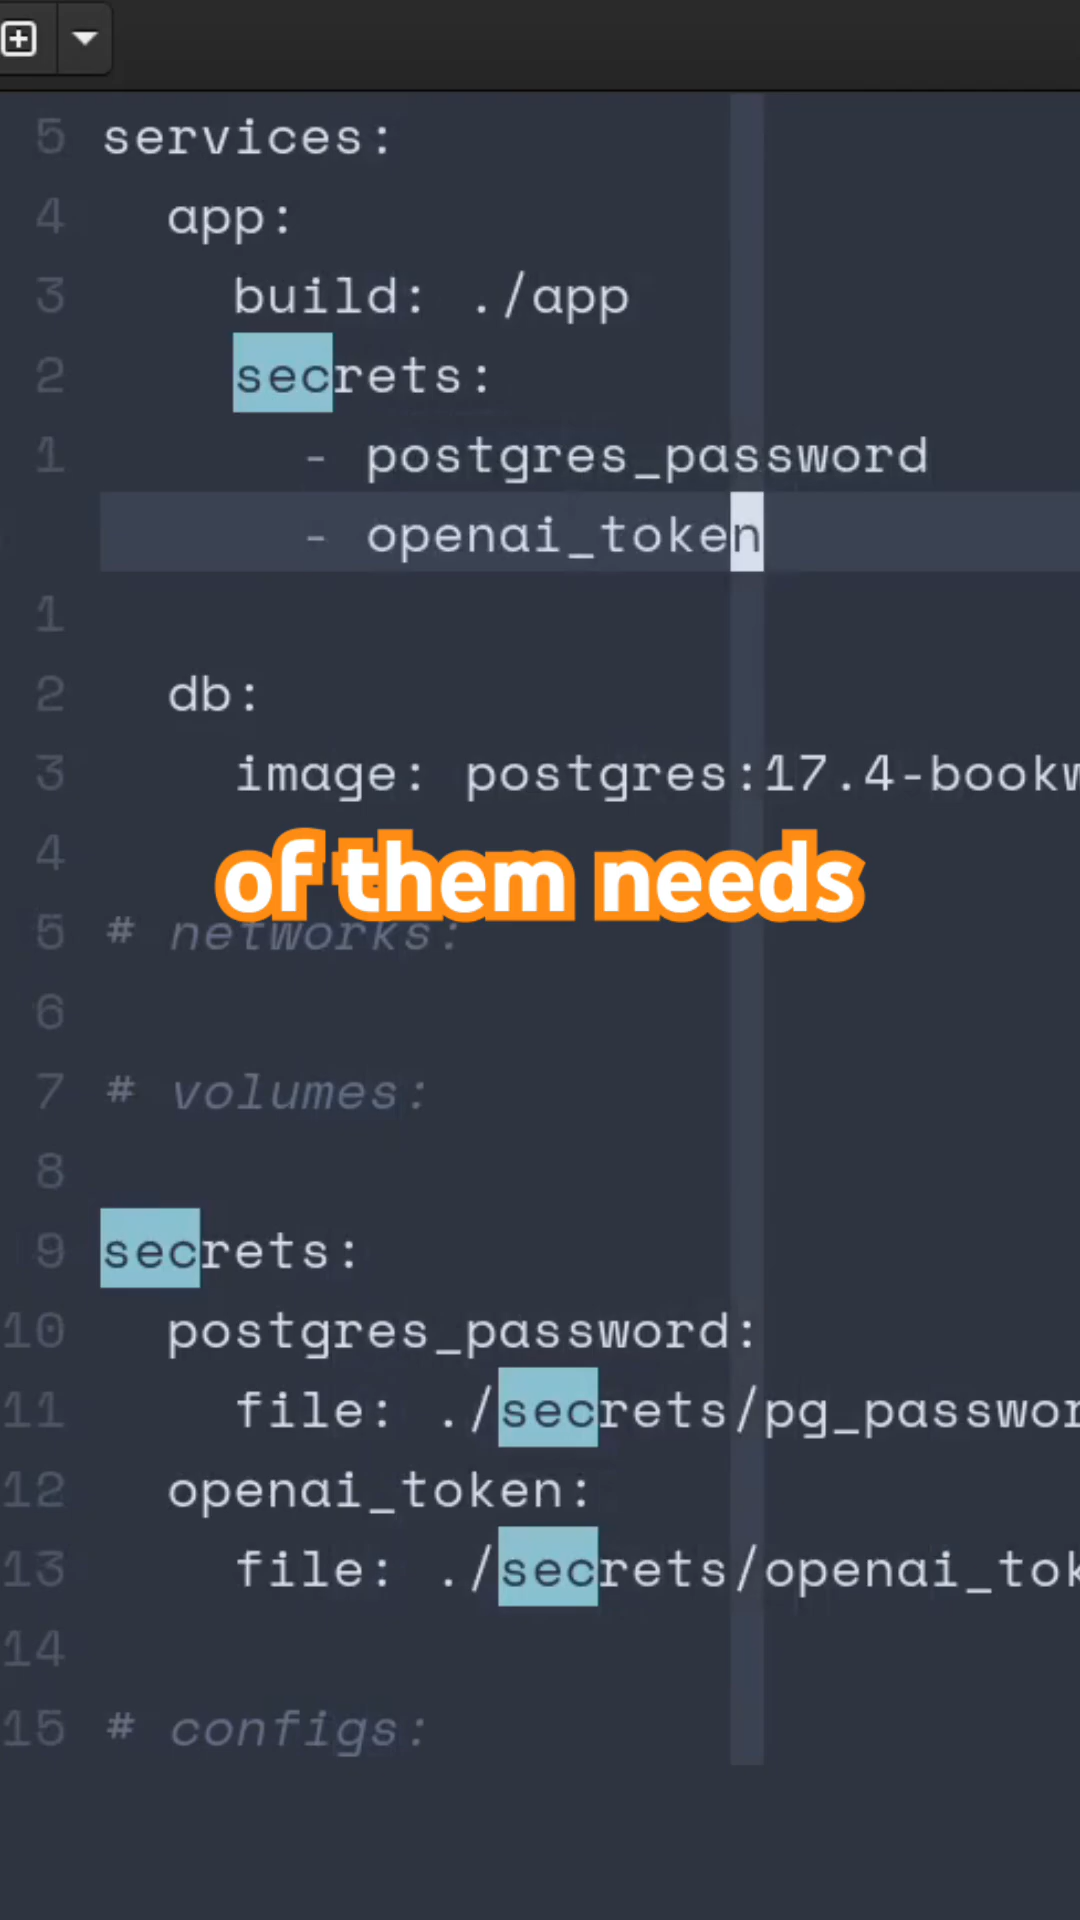 5 services:
4 app:
3 build: ./app
2 secrets:
1 - postgres_password
- openai_token
1
2 db:
3 image: postgres:17.4-bookw
4
of them needs
5 # networks:
6
7 # volumes:
8
9 secrets:
10 postgres_password:
11 file: ./secrets/pg_passwor
12 openai_token:
13 file: ./secrets/openai_tok
14
15 # configs: